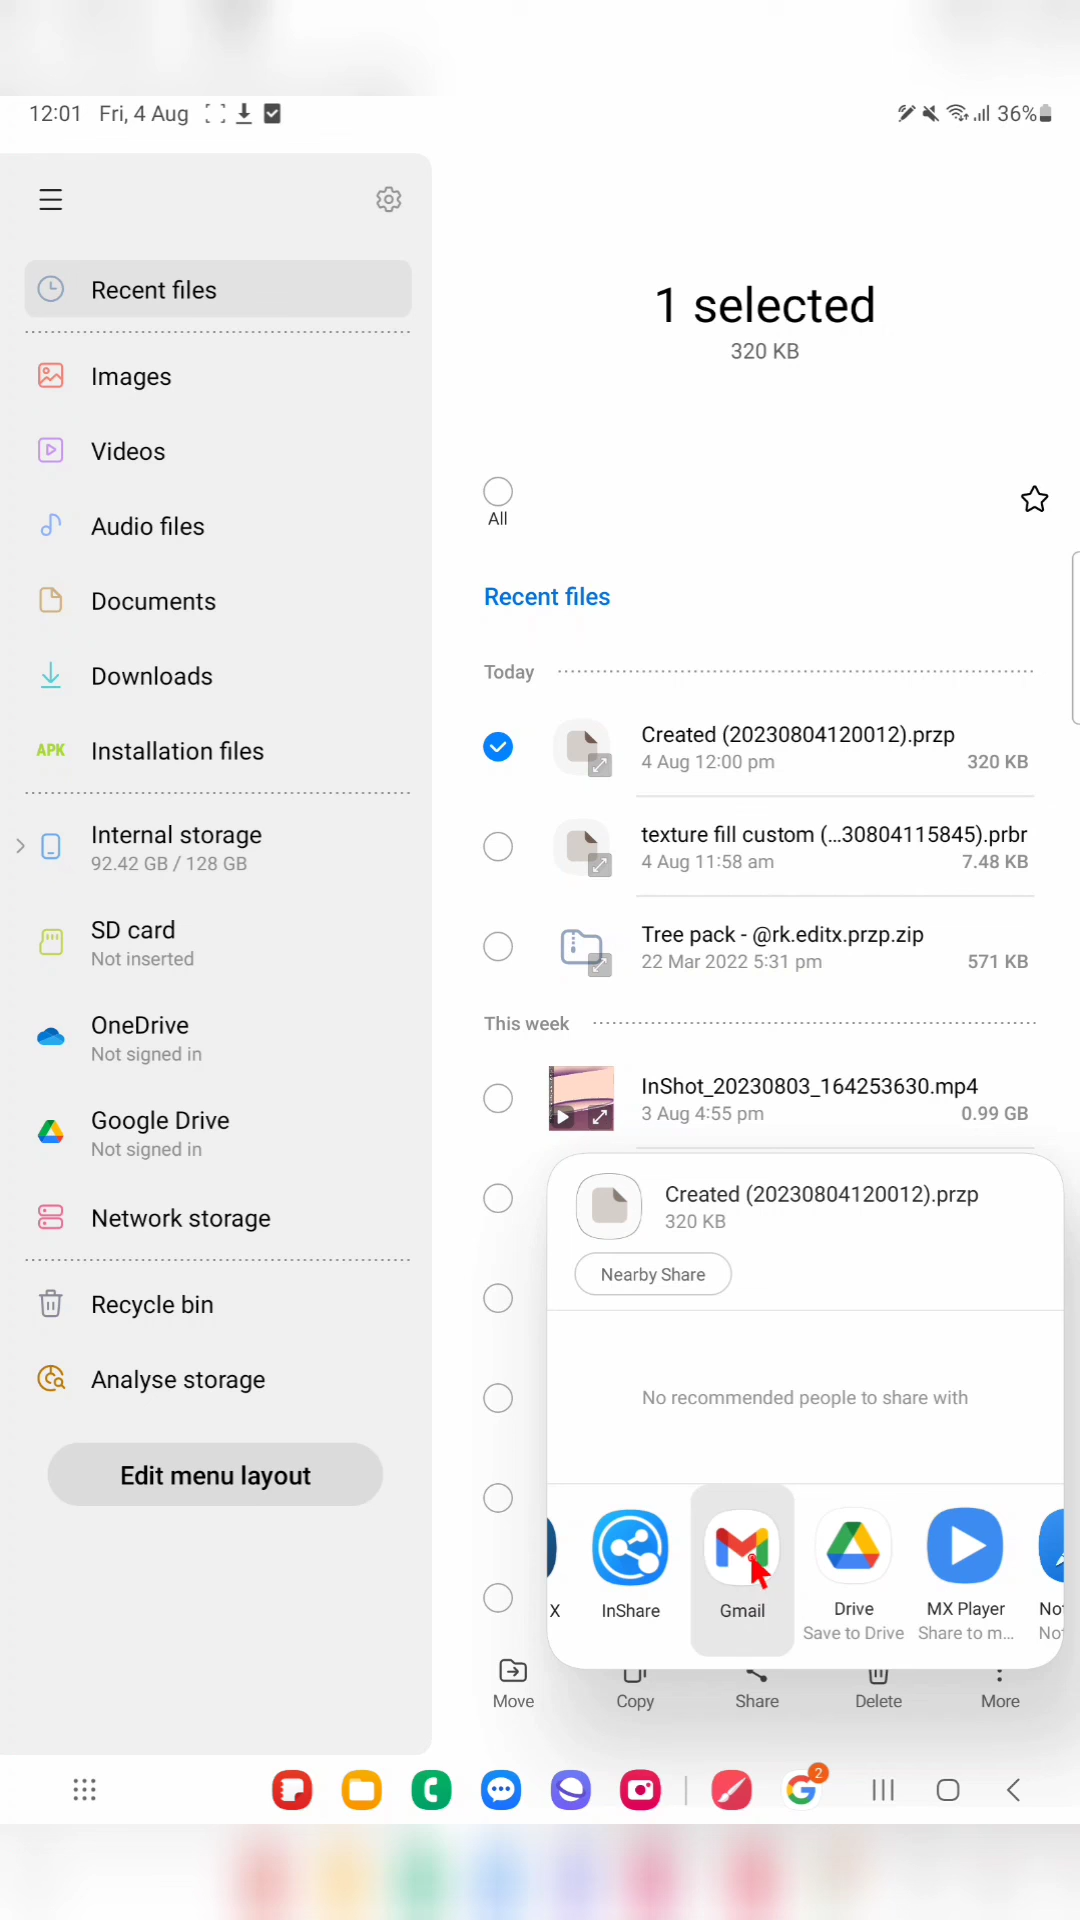 12:01 Fri, 4 Aug
36%
Recent files
Images
Videos
Audio files
Documents
Downloads
APK Installation files
Internal storage
92.42 GB / 128 GB
SD card
Not inserted
OneDrive
Not signed in
Google Drive
Not signed in
Network storage
Recycle bin
Analyse storage
Edit menu layout
1 selected
320 KB
All
Recent files
Today
Created (20230804120012).przp
4 Aug 12:00 pm 320 KB
texture fill custom (...30804115845).prbr
4 Aug 11:58 am 7.48 KB
Tree pack - @rk.editx.przp.zip
22 Mar 2022 5:31 pm 571 KB
This week
InShot_20230803_164253630.mp4
3 Aug 4:55 pm 0.99 GB
Created (20230804120012).przp
320 KB
Nearby Share
No recommended people to share with
X InShare Gmail Drive MX Player No
Save to Drive Share to m... No
Move Copy Share Delete More
2